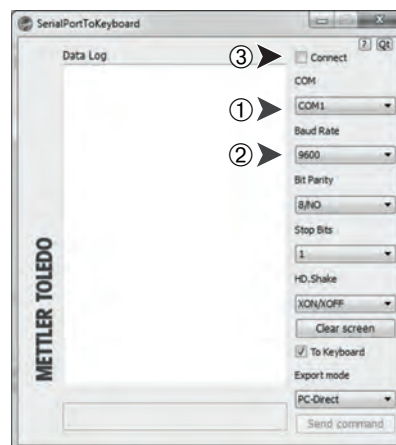 SerialPortToKeyboard
? Qt
Data Log
③ Connect
COM
① COM1
Baud Rate
② 9600
Bit Parity
8/NO
Stop Bits
1
HD.Shake
XON/XOFF
Clear screen
To Keyboard
Export mode
PC-Direct
Send command
METTLER TOLEDO